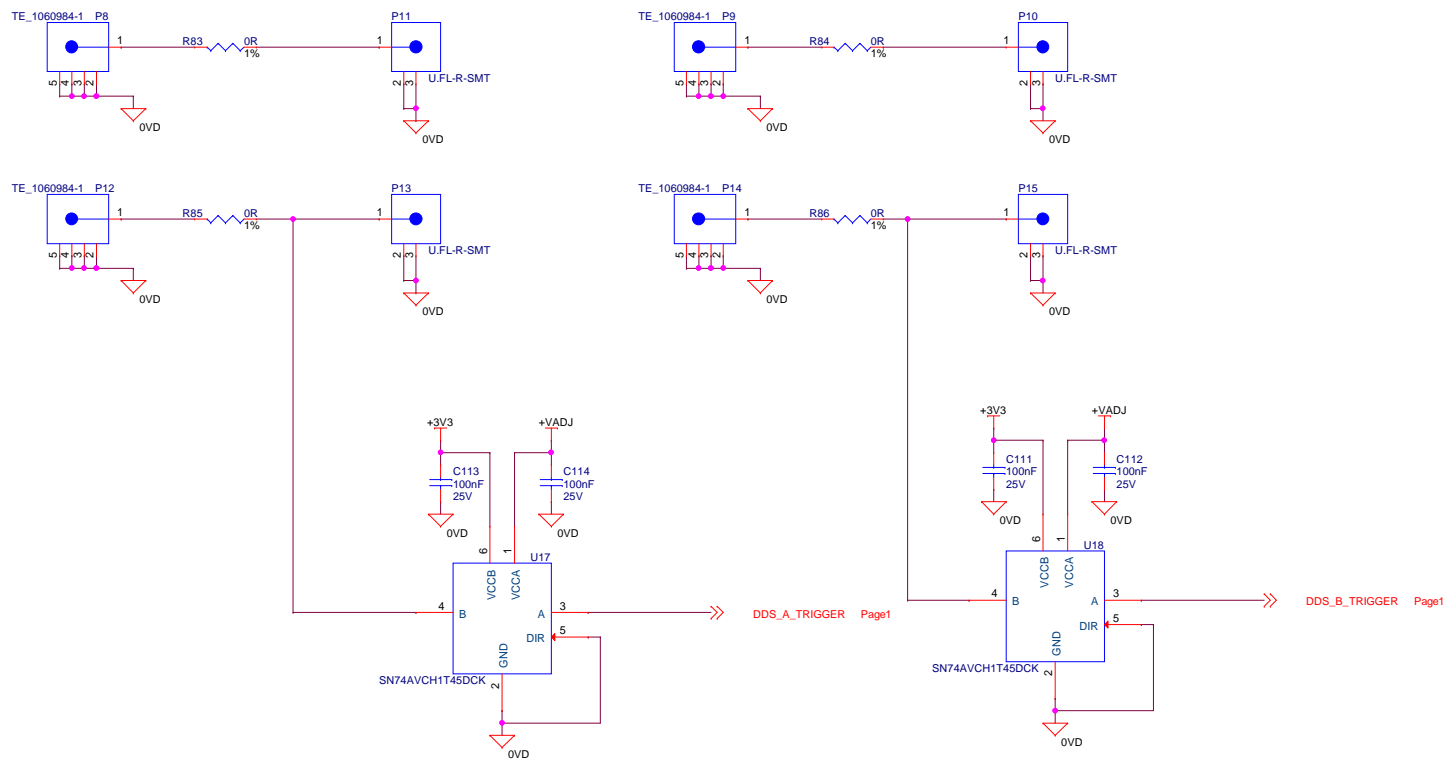 TE_1060984-1 P8
1
R83
0R
1%
P11
1
5
4
3
2
2
3
U.FL-R-SMT
0VD
0VD
TE_1060984-1 P9
1
R84
0R
1%
P10
1
5
4
3
2
2
3
U.FL-R-SMT
0VD
0VD
TE_1060984-1 P12
1
R85
0R
1%
P13
1
5
4
3
2
2
3
U.FL-R-SMT
0VD
0VD
TE_1060984-1 P14
1
R86
0R
1%
P15
1
5
4
3
2
2
3
U.FL-R-SMT
0VD
0VD
+3V3
+VADJ
C113
100nF
25V
C114
100nF
25V
0VD
0VD
6
1
U17
VCCB
VCCA
4
B
A
3
DIR
5
GND
2
SN74AVCH1T45DCK
0VD
DDS_A_TRIGGER Page1
+3V3
+VADJ
C111
100nF
25V
C112
100nF
25V
0VD
0VD
6
1
U18
VCCB
VCCA
4
B
A
3
DIR
5
GND
2
SN74AVCH1T45DCK
0VD
DDS_B_TRIGGER Page1